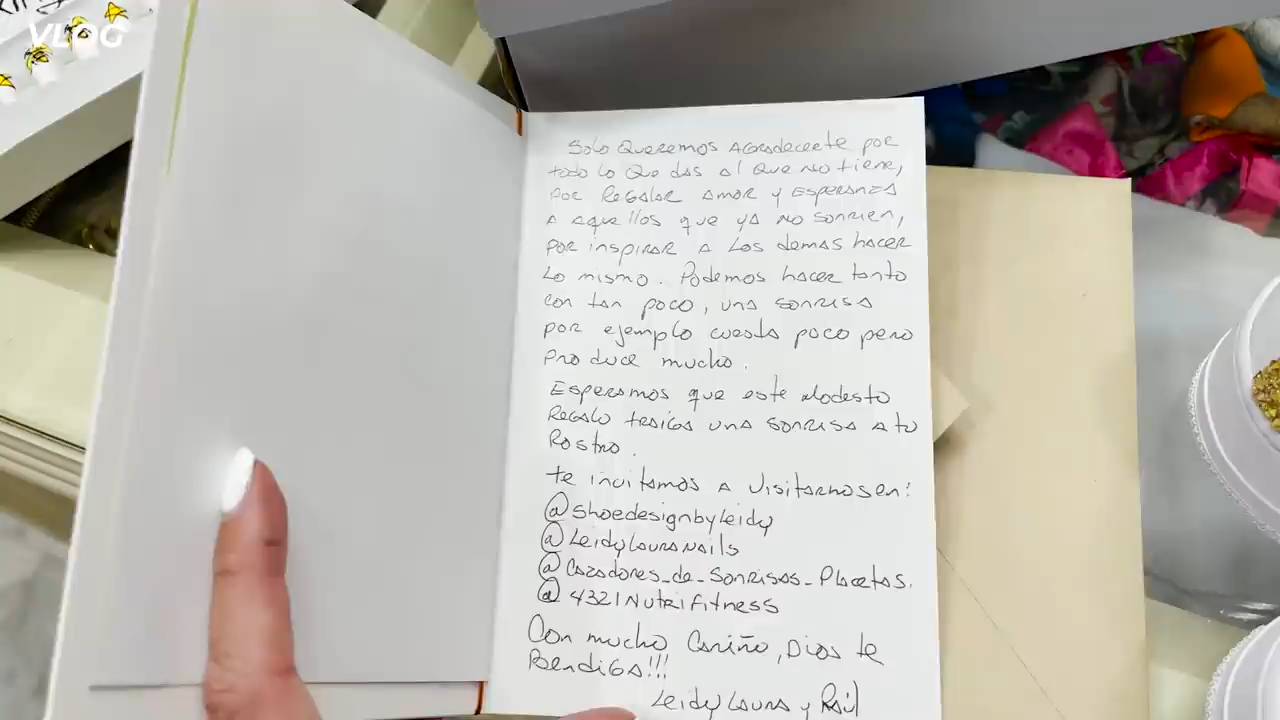 VLOG
Solo Queremos Agradecerte por
todo lo que das al que no tiene,
por Regalar Amor y Esperanza
A Aquellos que ya no sonrien,
por inspirar A Los demas hacer
Lo mismo. Podemos hacer tanto
con tan poco, una sonrisa
por ejemplo cuesta poco pero
produce mucho.
Esperamos que este Modesto
Regalo traiga una sonrisa a tu
Rostro.
te invitamos a visitarnos en:
@shoedesignbyleidy
@LeidyLauraNails
@Cazadores_de_Sonrisas_Placetas.
@4321Nutrifitness
Con mucho Cariño, Dios te
Bendiga!!!
Leidy Laura y Raúl